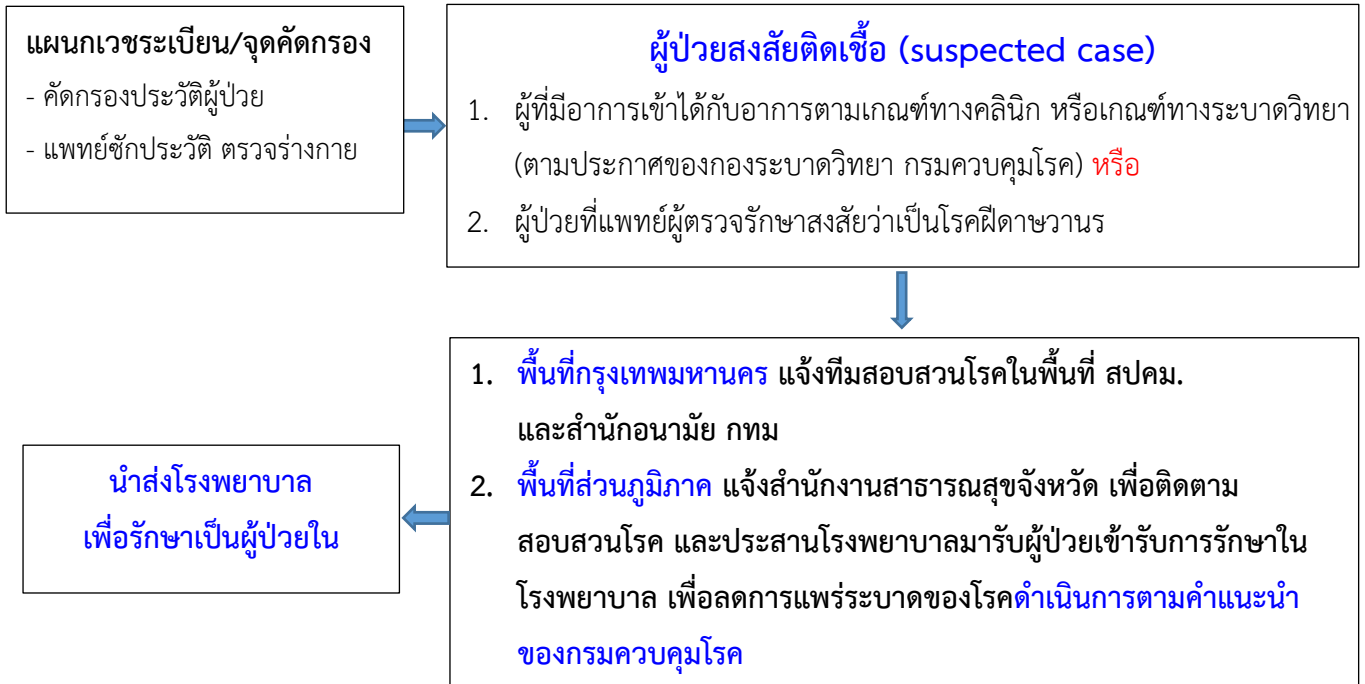 แผนกเวชระเบียน/จุดคัดกรอง
- คัดกรองประวัติผู้ป่วย
- แพทย์ซักประวัติ ตรวจร่างกาย
ผู้ป่วยสงสัยติดเชื้อ (suspected case)
1. ผู้ที่มีอาการเข้าได้กับอาการตามเกณฑ์ทางคลินิก หรือเกณฑ์ทางระบาดวิทยา
(ตามประกาศของกองระบาดวิทยา กรมควบคุมโรค) หรือ
2. ผู้ป่วยที่แพทย์ผู้ตรวจรักษาสงสัยว่าเป็นโรคฝีดาษวานร
1. พื้นที่กรุงเทพมหานคร แจ้งทีมสอบสวนโรคในพื้นที่ สปคม.
และสำนักอนามัย กทม
2. พื้นที่ส่วนภูมิภาค แจ้งสำนักงานสาธารณสุขจังหวัด เพื่อติดตาม
สอบสวนโรค และประสานโรงพยาบาลมารับผู้ป่วยเข้ารับการรักษาใน
โรงพยาบาล เพื่อลดการแพร่ระบาดของโรคดำเนินการตามคำแนะนำ
ของกรมควบคุมโรค
นำส่งโรงพยาบาล
เพื่อรักษาเป็นผู้ป่วยใน